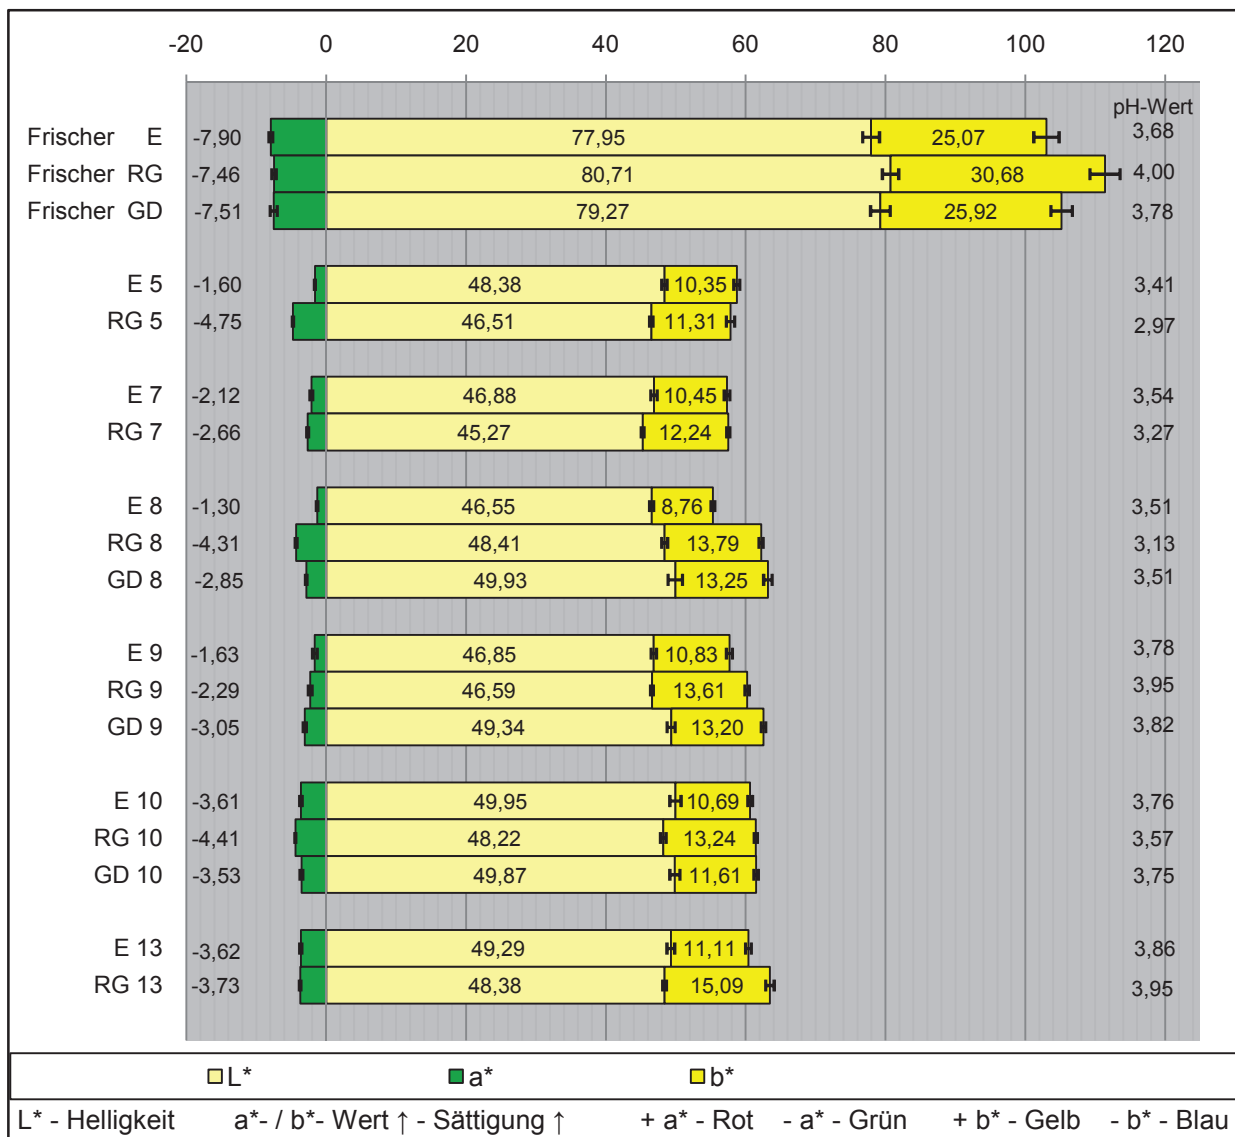 -20 0 20 40 60 80 100 120
pH-Wert
Frischer E -7,90 77,95 25,07 3,68
Frischer RG -7,46 80,71 30,68 4,00
Frischer GD -7,51 79,27 25,92 3,78
E 5 -1,60 48,38 10,35 3,41
RG 5 -4,75 46,51 11,31 2,97
E 7 -2,12 46,88 10,45 3,54
RG 7 -2,66 45,27 12,24 3,27
E 8 -1,30 46,55 8,76 3,51
RG 8 -4,31 48,41 13,79 3,13
GD 8 -2,85 49,93 13,25 3,51
E 9 -1,63 46,85 10,83 3,78
RG 9 -2,29 46,59 13,61 3,95
GD 9 -3,05 49,34 13,20 3,82
E 10 -3,61 49,95 10,69 3,76
RG 10 -4,41 48,22 13,24 3,57
GD 10 -3,53 49,87 11,61 3,75
E 13 -3,62 49,29 11,11 3,86
RG 13 -3,73 48,38 15,09 3,95
L* a* b*
L* - Helligkeit a*- / b*- Wert ↑ - Sättigung ↑ + a* - Rot - a* - Grün + b* - Gelb - b* - Blau